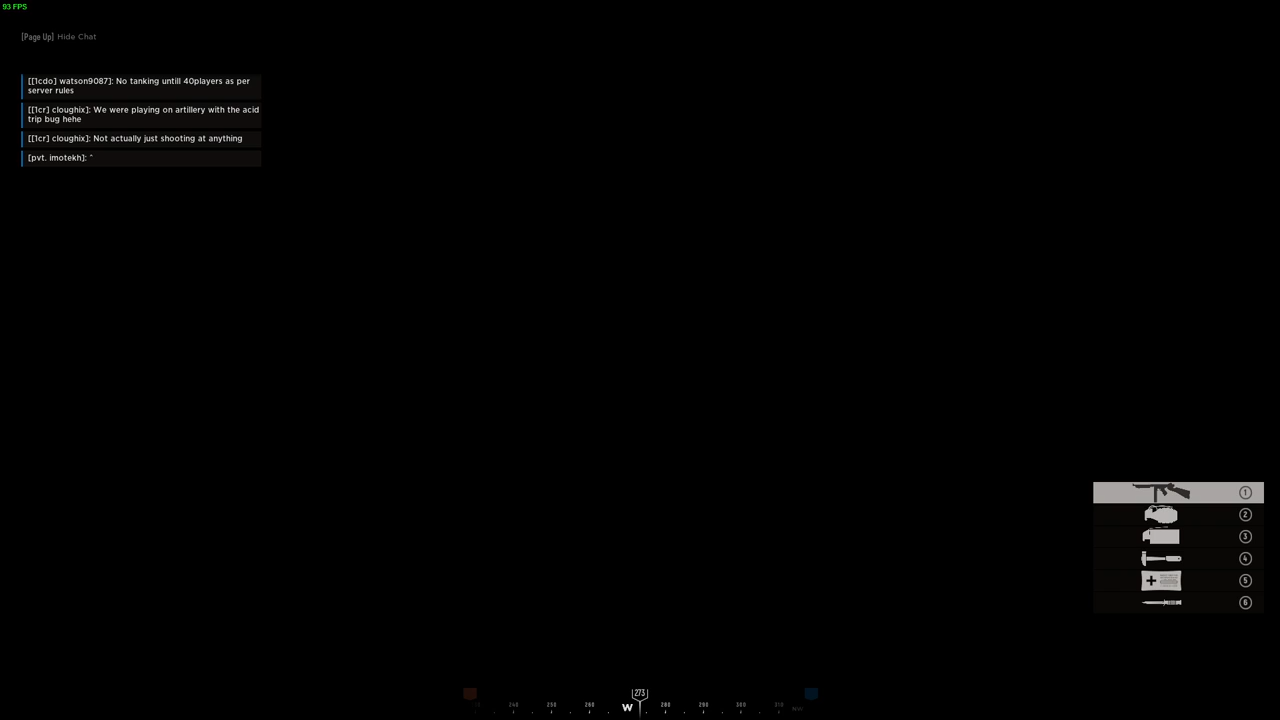 93 FPS
[Page Up] Hide Chat
[[1cdo] watson9087]: No tanking untill 40players as per
server rules
[[1cr] cloughix]: We were playing on artillery with the acid
trip bug hehe
[[1cr] cloughix]: Not actually just shooting at anything
[pvt. imotekh]: ^
1
2
3
4
5
6
273
240 250 260 W 280 290 300 310 NW